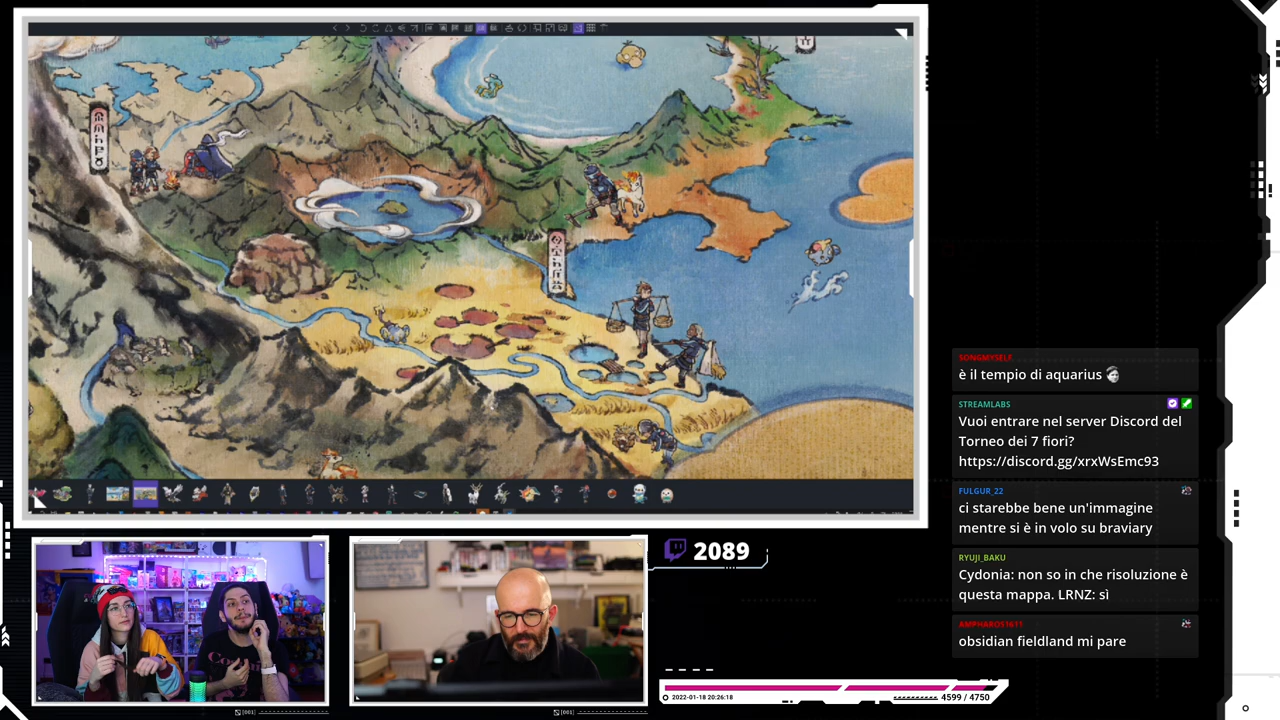 SONGMYSELF
è il tempio di aquarius
STREAMLABS
Vuoi entrare nel server Discord del
Torneo dei 7 fiori?
https://discord.gg/xrxWsEmc93
FULGUR_22
ci starebbe bene un'immagine
mentre si è in volo su braviary
RYUJI_BAKU
Cydonia: non so in che risoluzione è
questa mappa. LRNZ: sì
AMPHAROS1611
obsidian fieldland mi pare
2089
2022-01-18 20:26:18
4599 / 4750
[001]
[001]